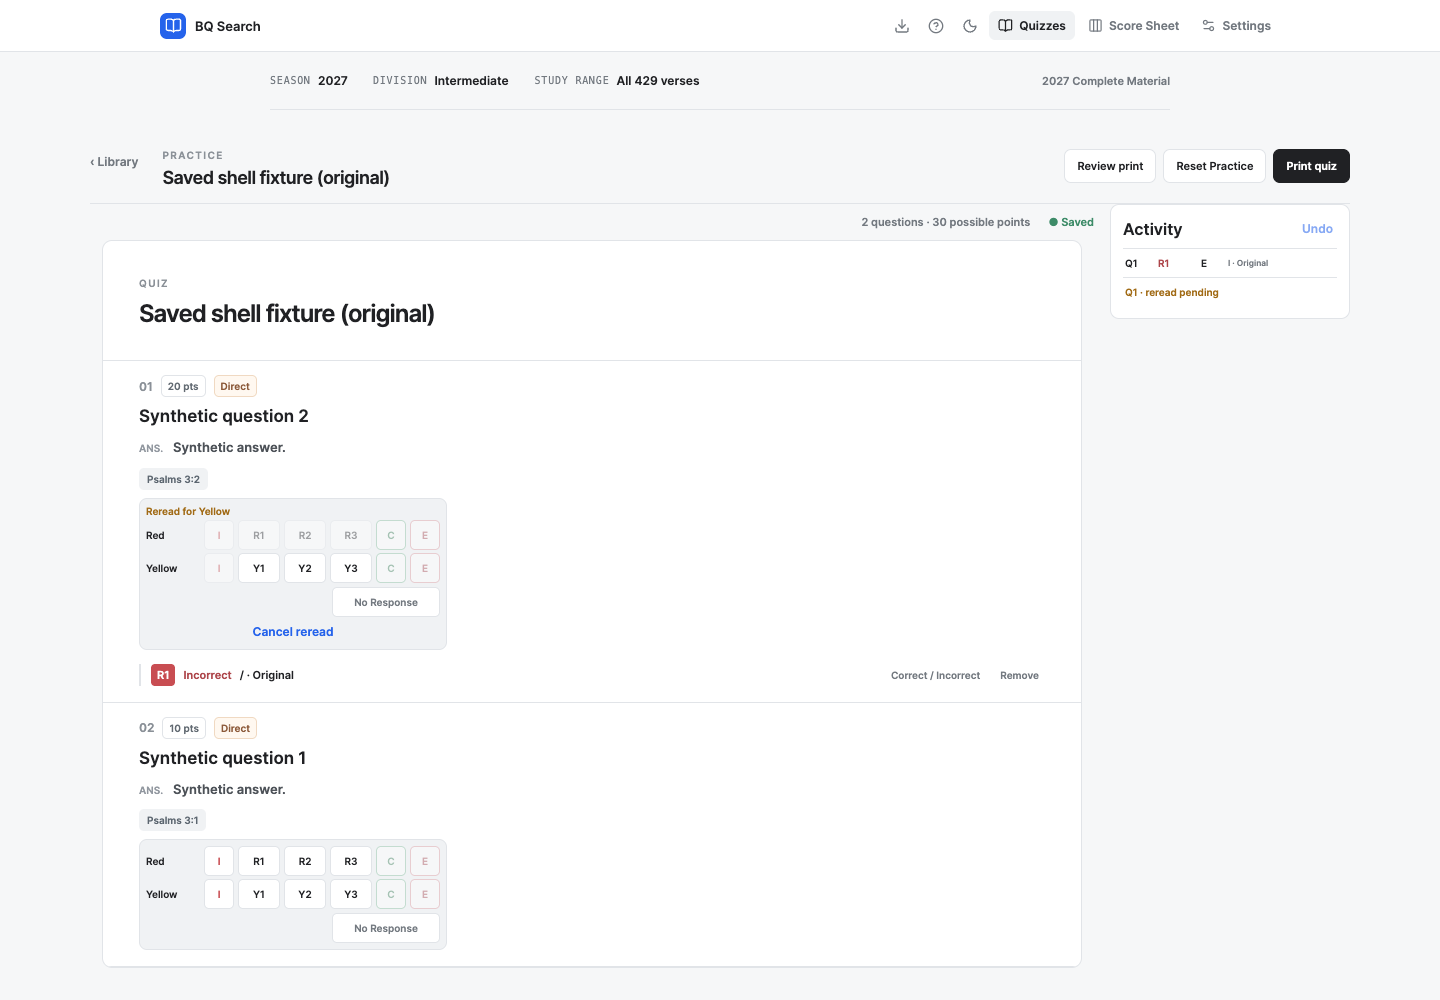 BQ Search
Quizzes
Score Sheet
Settings
SEASON 2027 DIVISION Intermediate STUDY RANGE All 429 verses
2027 Complete Material
‹ Library
PRACTICE
Saved shell fixture (original)
Review print
Reset Practice
Print quiz
2 questions · 30 possible points
Saved
Activity
Undo
Q1 R1 E I · Original
Q1 · reread pending
QUIZ
Saved shell fixture (original)
01 20 pts Direct
Synthetic question 2
ANS. Synthetic answer.
Psalms 3:2
Reread for Yellow
Red I R1 R2 R3 C E
Yellow I Y1 Y2 Y3 C E
No Response
Cancel reread
R1 Incorrect / · Original
Correct / Incorrect Remove
02 10 pts Direct
Synthetic question 1
ANS. Synthetic answer.
Psalms 3:1
Red I R1 R2 R3 C E
Yellow I Y1 Y2 Y3 C E
No Response